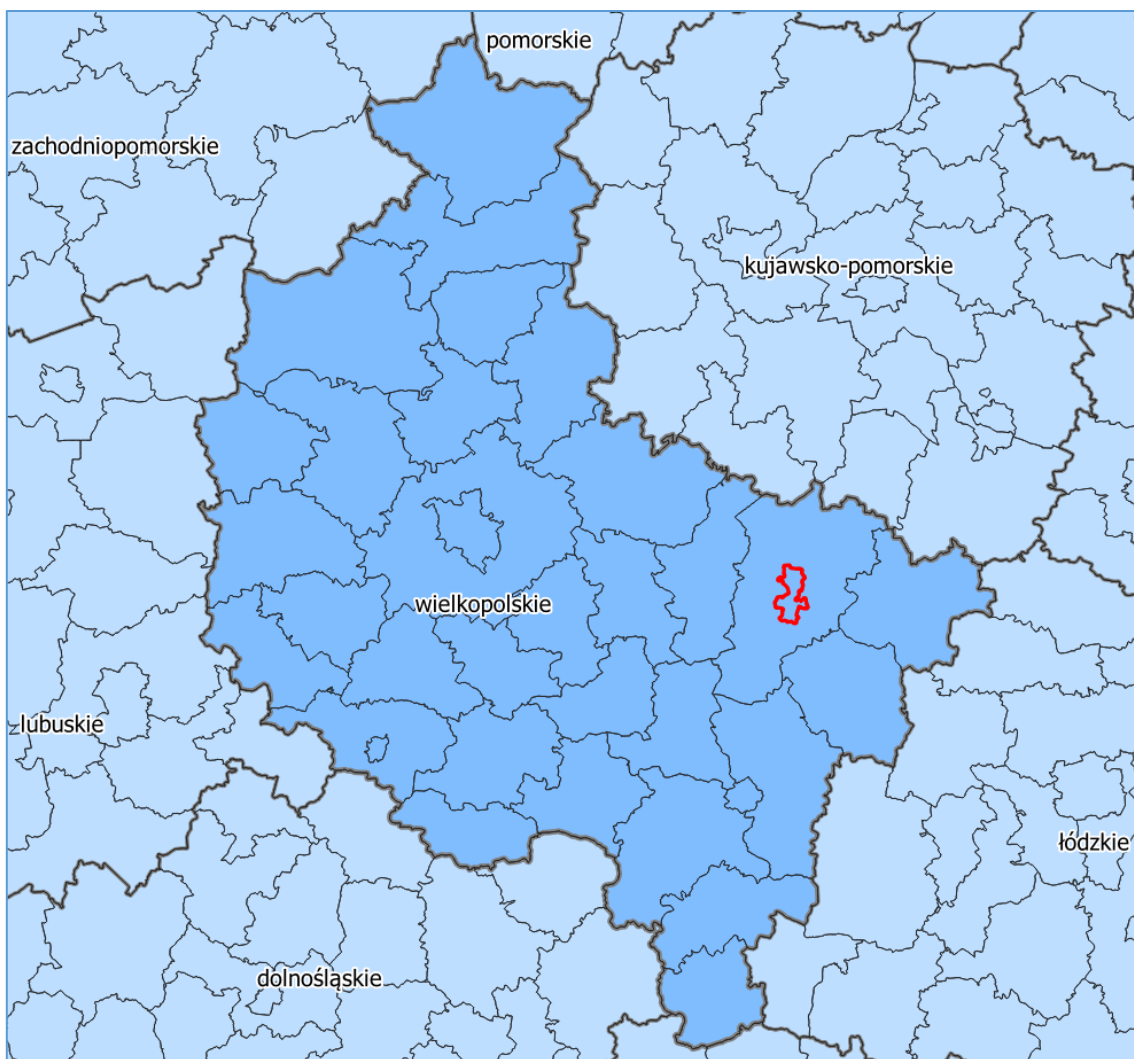 pomorskie
zachodniopomorskie
kujawsko-pomorskie
wielkopolskie
lubuskie
łódzkie
dolnośląskie